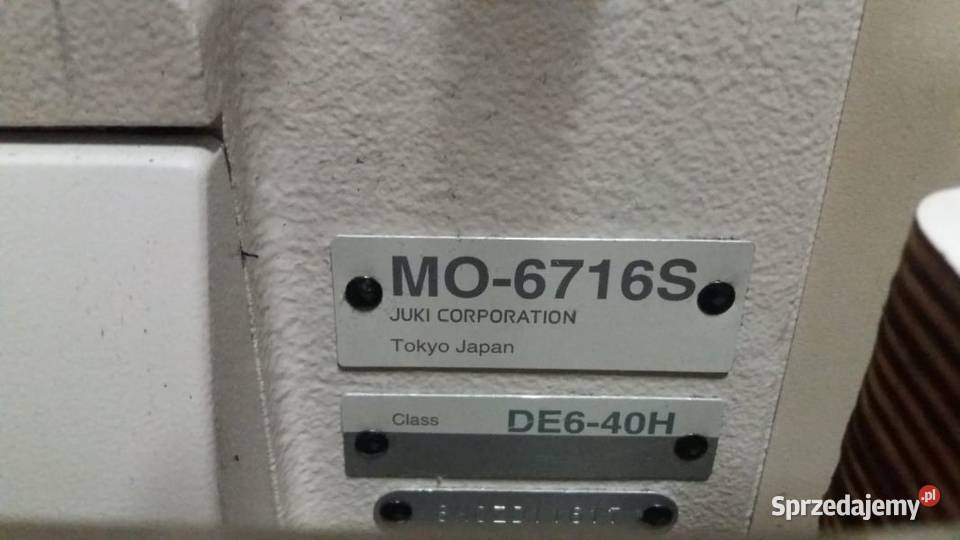 MO-6716S
JUKI CORPORATION
Tokyo Japan
Class DE6-40H
Sprzedajemy.pl